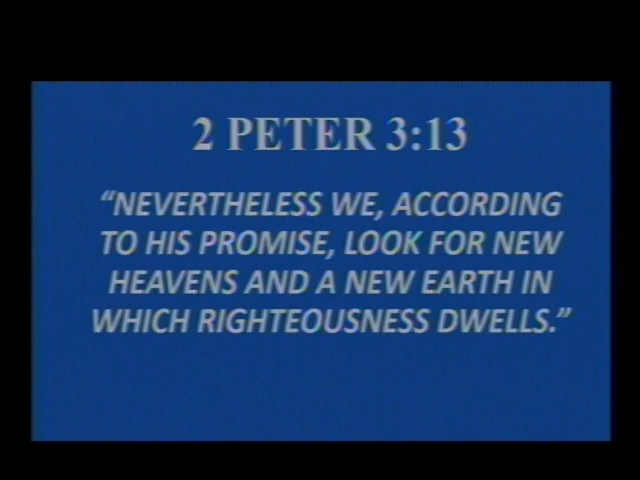 2 PETER 3:13
“NEVERTHELESS WE, ACCORDING
TO HIS PROMISE, LOOK FOR NEW
HEAVENS AND A NEW EARTH IN
WHICH RIGHTEOUSNESS DWELLS.”